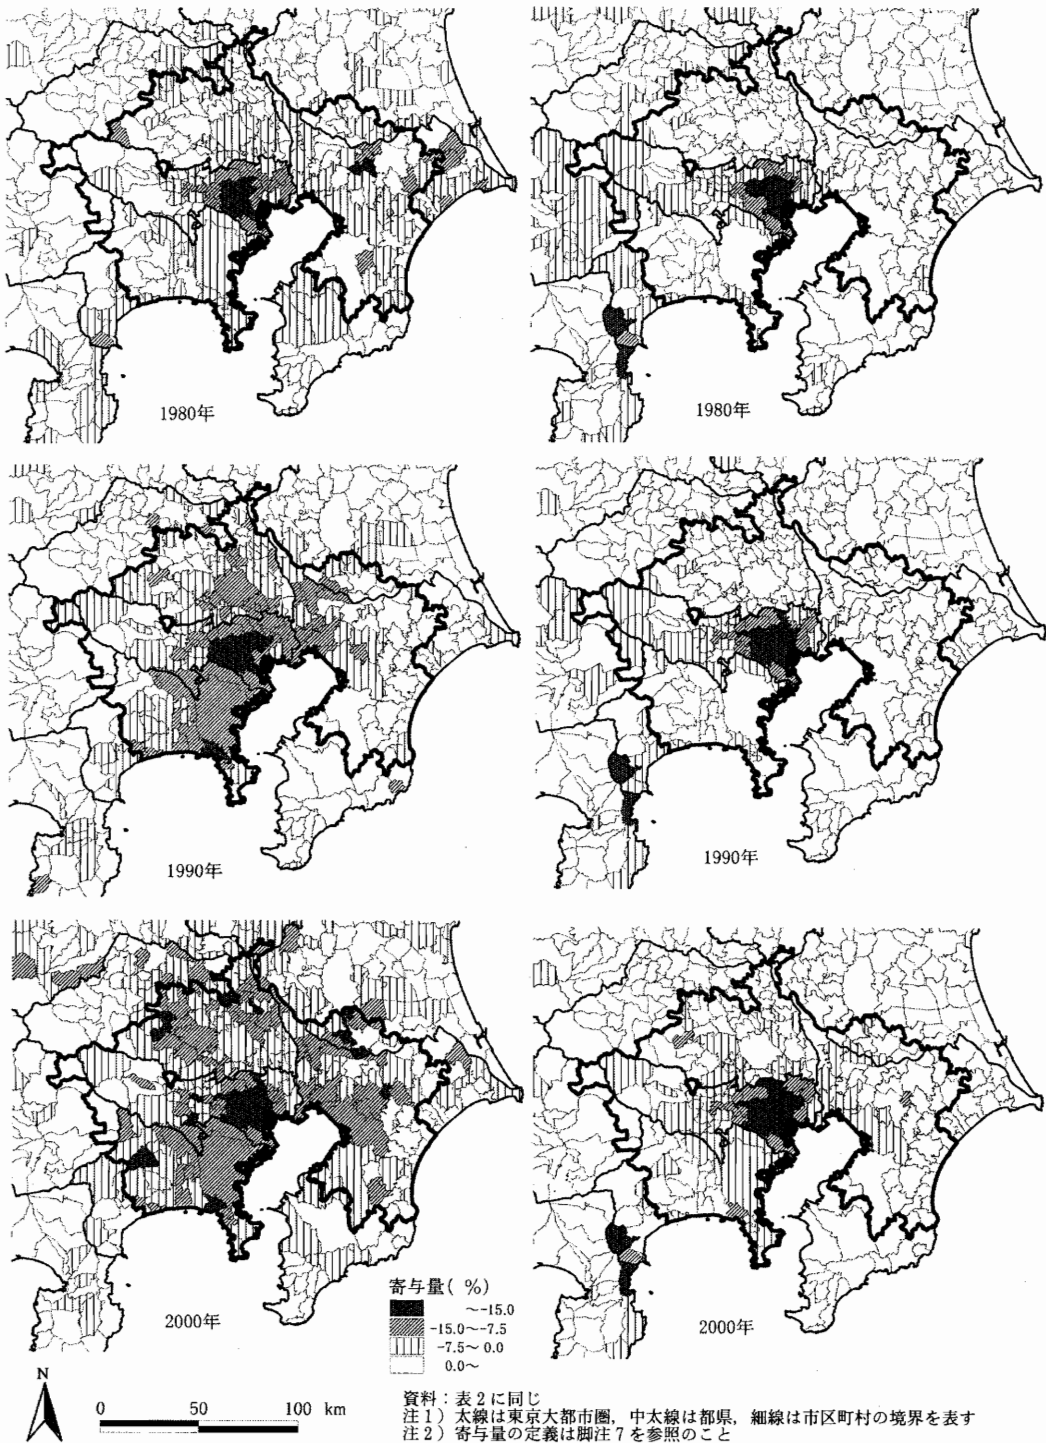 1980年
1980年
1990年
1990年
2000年
2000年
寄与量( %)
~-15.0
-15.0~-7.5
-7.5~ 0.0
0.0~
N
0 50 100 km
資料：表2に同じ
注1）太線は東京大都市圏，中太線は都県，細線は市区町村の境界を表す
注2）寄与量の定義は脚注7を参照のこと